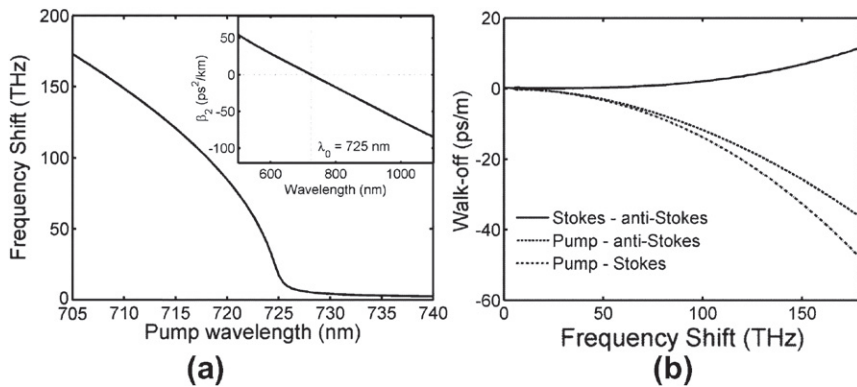 200
150
100
50
0
705 710 715 720 725 730 735 740
Frequency Shift (THz)
Pump wavelength (nm)
50
0
-50
-100
600 800 1000
β2 (ps2/km)
λ0 = 725 nm
Wavelength (nm)
(a)
20
0
-20
-40
-60
0 50 100 150
Walk-off (ps/m)
Stokes - anti-Stokes
Pump - anti-Stokes
Pump - Stokes
Frequency Shift (THz)
(b)